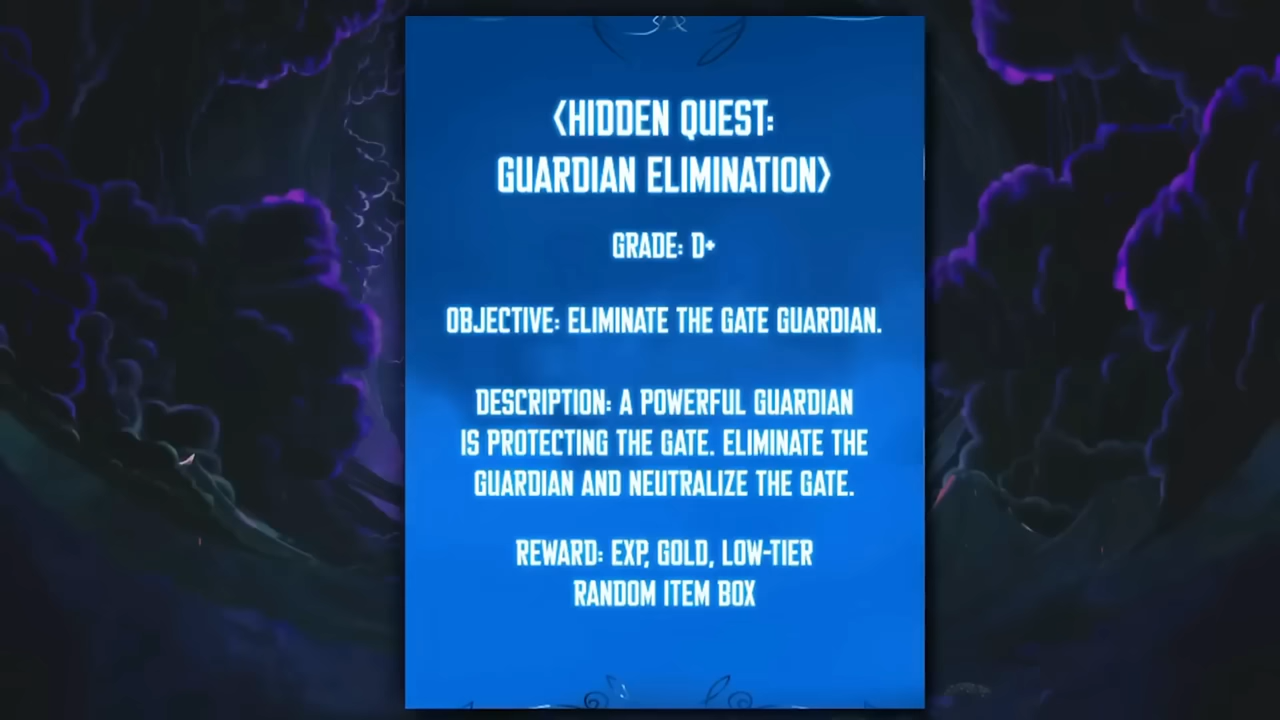 <HIDDEN QUEST:
GUARDIAN ELIMINATION>
GRADE: D+
OBJECTIVE: ELIMINATE THE GATE GUARDIAN.
DESCRIPTION: A POWERFUL GUARDIAN
IS PROTECTING THE GATE. ELIMINATE THE
GUARDIAN AND NEUTRALIZE THE GATE.
REWARD: EXP, GOLD, LOW-TIER
RANDOM ITEM BOX